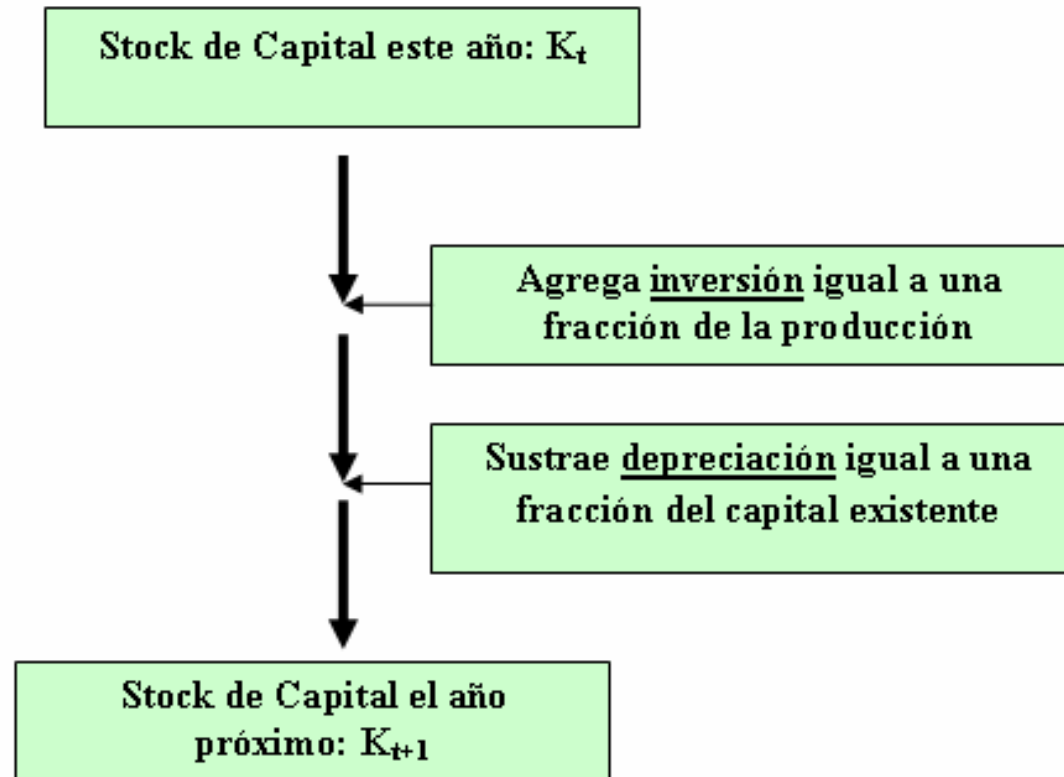 Stock de Capital este año: Kt
Agrega inversión igual a una
fracción de la producción
Sustrae depreciación igual a una
fracción del capital existente
Stock de Capital el año
próximo: Kt+1